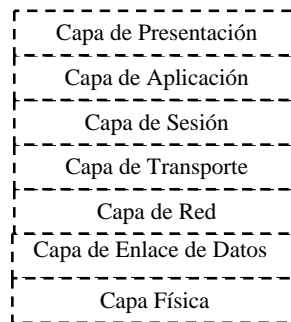 Capa de Presentación
Capa de Aplicación
Capa de Sesión
Capa de Transporte
Capa de Red
Capa de Enlace de Datos
Capa Física